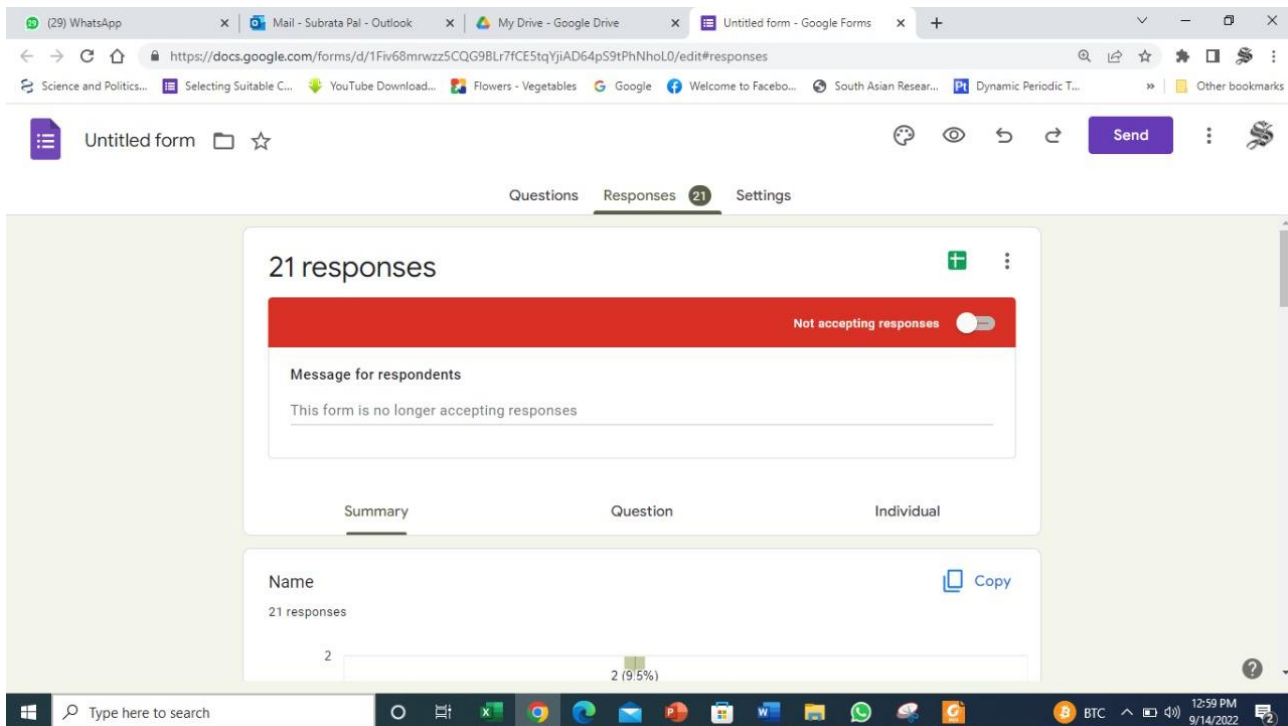 (29) WhatsApp
Mail - Subrata Pal - Outlook
My Drive - Google Drive
Untitled form - Google Forms
https://docs.google.com/forms/d/1Fiv68mrwzz5CQG9BLr7fCE5tqYjiAD64pS9tPhNhoL0/edit#responses
Science and Politics... Selecting Suitable C... YouTube Download... Flowers - Vegetables Google Welcome to Facebo... South Asian Resear... Dynamic Periodic T... » Other bookmarks
Untitled form
Send
Questions Responses 21 Settings
21 responses
Not accepting responses
Message for respondents
This form is no longer accepting responses
Summary Question Individual
Name
Copy
21 responses
2
2 (9.5%)
Type here to search
BTC
12:59 PM
9/14/2022